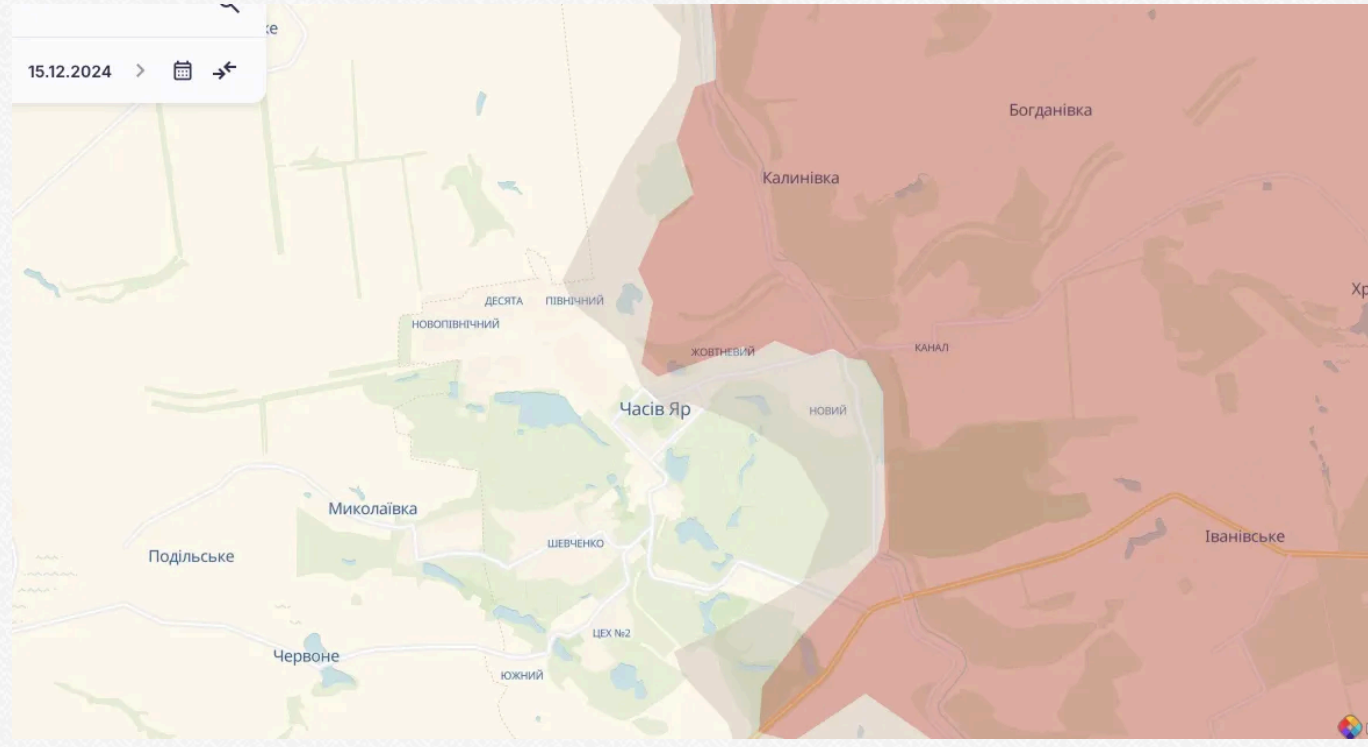 15.12.2024
Богданівка
Калинівка
ДЕСЯТА
ПІВНІЧНИЙ
НОВОПІВНІЧНИЙ
ЖОВТНЕВИЙ
КАНАЛ
Часів Яр
НОВИЙ
Миколаївка
Іванівське
ШЕВЧЕНКО
Подільське
ЦЕХ №2
Червоне
ЮЖНИЙ